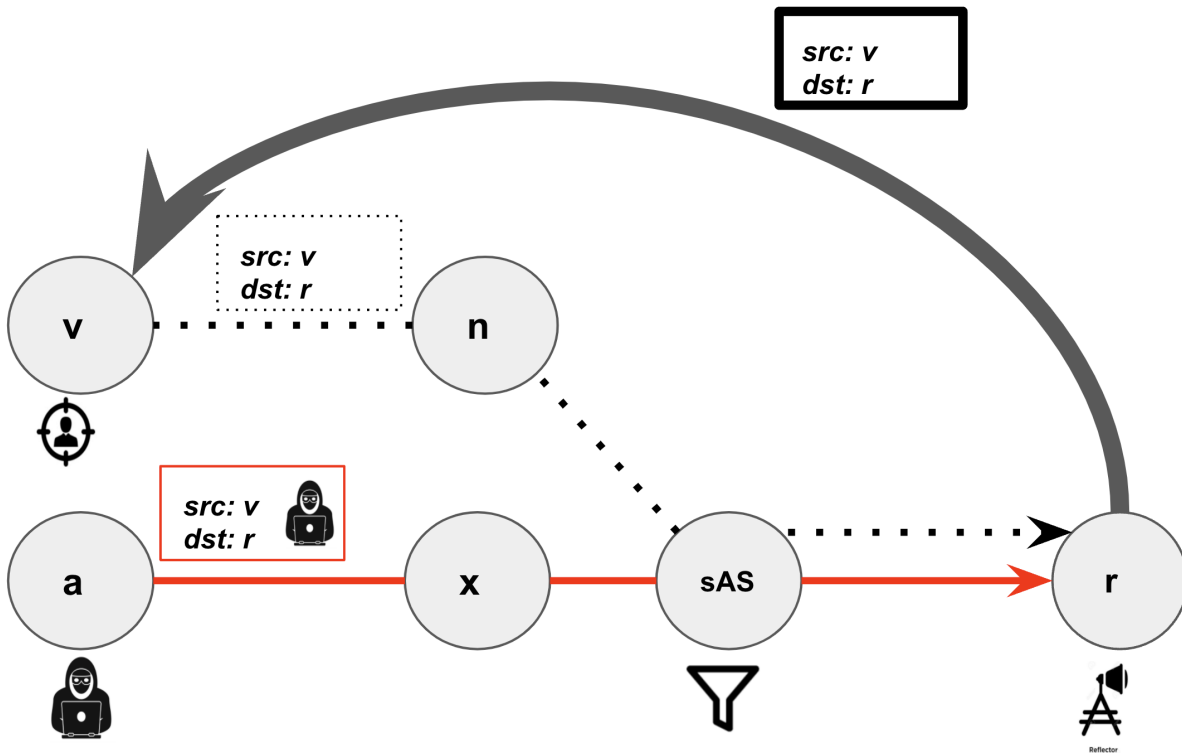 src: v
dst: r
src: v
dst: r
v
n
src: v
dst: r
a
x
sAS
r
Reflector